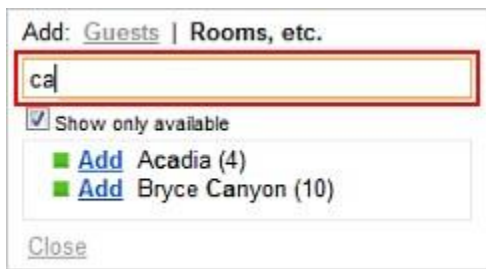 Add: Guests | Rooms, etc.
ca
Show only available
Add Acadia (4)
Add Bryce Canyon (10)
Close